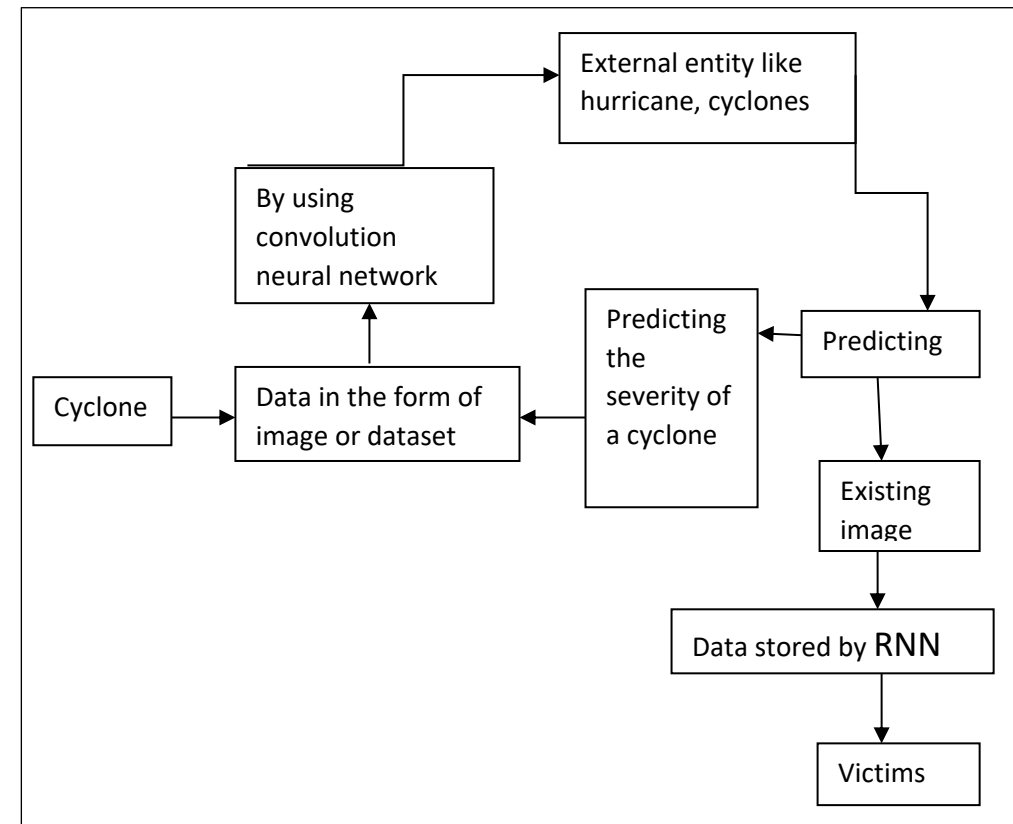 External entity like
hurricane, cyclones
By using
convolution
neural network
Predicting
the
severity of
a cyclone
Predicting
Cyclone
Data in the form of
image or dataset
Existing
image
Data stored by RNN
Victims